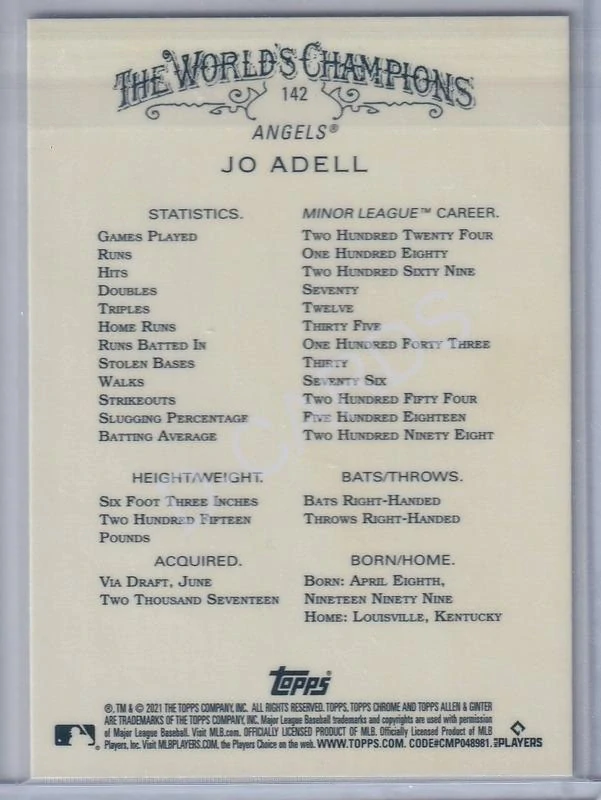 THE WORLD'S CHAMPIONS
142
ANGELS®
JO ADELL
STATISTICS. MINOR LEAGUE™ CAREER.
GAMES PLAYED TWO HUNDRED TWENTY FOUR
RUNS ONE HUNDRED EIGHTY
HITS TWO HUNDRED SIXTY NINE
DOUBLES SEVENTY
TRIPLES TWELVE
HOME RUNS THIRTY FIVE
RUNS BATTED IN ONE HUNDRED FORTY THREE
STOLEN BASES THIRTY
WALKS SEVENTY SIX
STRIKEOUTS TWO HUNDRED FIFTY FOUR
SLUGGING PERCENTAGE FIVE HUNDRED EIGHTEEN
BATTING AVERAGE TWO HUNDRED NINETY EIGHT
HEIGHT/WEIGHT.
SIX FOOT THREE INCHES
TWO HUNDRED FIFTEEN
POUNDS
BATS/THROWS.
BATS RIGHT-HANDED
THROWS RIGHT-HANDED
ACQUIRED.
VIA DRAFT, JUNE
TWO THOUSAND SEVENTEEN
BORN/HOME.
BORN: APRIL EIGHTH,
NINETEEN NINETY NINE
HOME: LOUISVILLE, KENTUCKY
CARDS
topps
®, TM & © 2021 THE TOPPS COMPANY, INC. ALL RIGHTS RESERVED. TOPPS, TOPPS CHROME AND TOPPS ALLEN & GINTER
ARE TRADEMARKS OF THE TOPPS COMPANY, INC. Major League Baseball trademarks and copyrights are used with permission
of Major League Baseball. Visit MLB.com. OFFICIALLY LICENSED PRODUCT OF MLB. Officially Licensed Product of MLB
Players, Inc. Visit MLBPLAYERS.COM, the Players Choice on the web. WWW.TOPPS.COM. CODE#CMP048981.
MLB PLAYERS